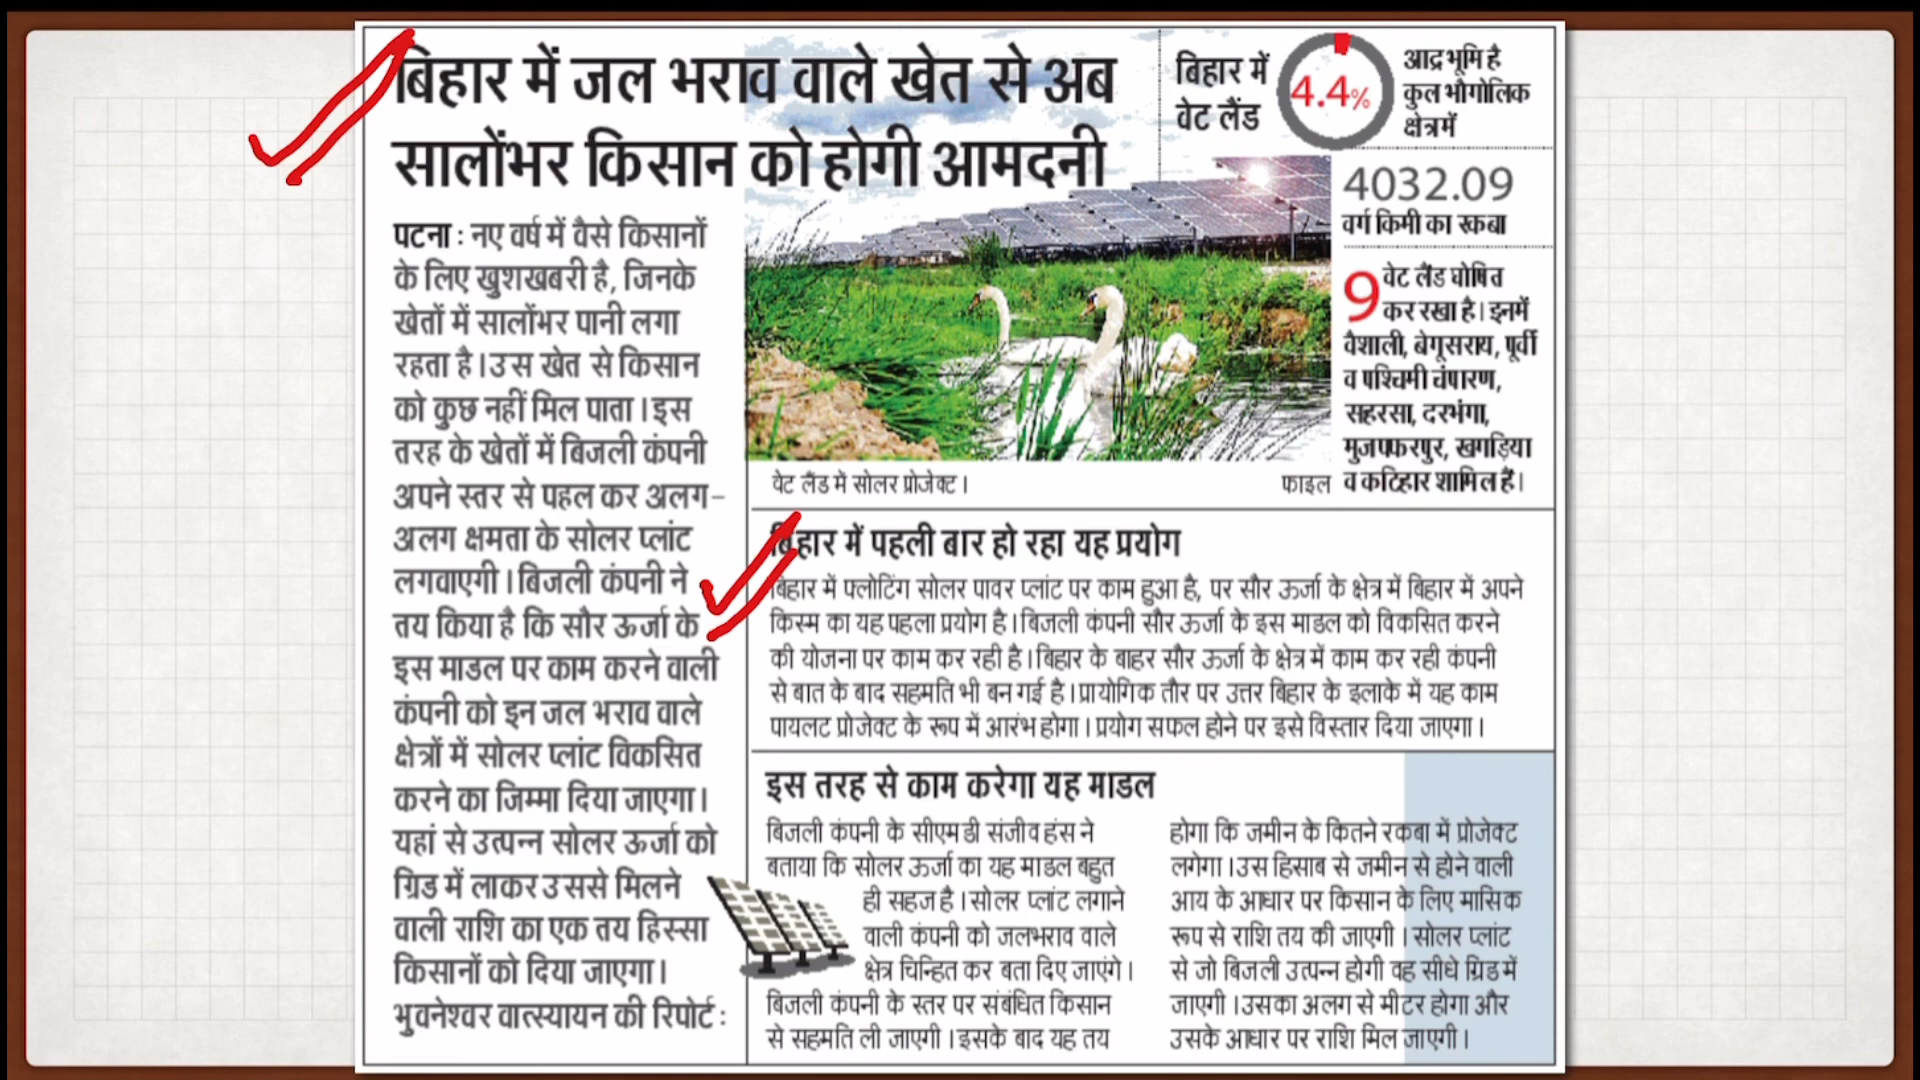 बिहार में जल भराव वाले खेत से अब
सालोंभर किसान को होगी आमदनी
पटना : नए वर्ष में वैसे किसानों
के लिए खुशखबरी है, जिनके
खेतों में सालोंभर पानी लगा
रहता है। उस खेत से किसान
को कुछ नहीं मिल पाता। इस
तरह के खेतों में बिजली कंपनी
अपने स्तर से पहल कर अलग-
अलग क्षमता के सोलर प्लांट
लगवाएगी। बिजली कंपनी ने
तय किया है कि सौर ऊर्जा के
इस माडल पर काम करने वाली
कंपनी को इन जल भराव वाले
क्षेत्रों में सोलर प्लांट विकसित
करने का जिम्मा दिया जाएगा।
यहां से उत्पन्न सोलर ऊर्जा को
ग्रिड में लाकर उससे मिलने
वाली राशि का एक तय हिस्सा
किसानों को दिया जाएगा।
भुवनेश्वर वात्स्यायन की रिपोर्ट :
बिहार में
वेट लैंड
4.4%
आद्र भूमि है
कुल भौगोलिक
क्षेत्र में
4032.09
वर्ग किमी का रकबा
9 वेट लैंड घोषित
कर रखा है। इनमें
वैशाली, बेगूसराय, पूर्वी
व पश्चिमी चंपारण,
सहरसा, दरभंगा,
मुजफ्फरपुर, खगड़िया
व कटिहार शामिल हैं।
वेट लैंड में सोलर प्रोजेक्ट। फाइल
बिहार में पहली बार हो रहा यह प्रयोग
बिहार में फ्लोटिंग सोलर पावर प्लांट पर काम हुआ है, पर सौर ऊर्जा के क्षेत्र में बिहार में अपने
किस्म का यह पहला प्रयोग है। बिजली कंपनी सौर ऊर्जा के इस माडल को विकसित करने
की योजना पर काम कर रही है। बिहार के बाहर सौर ऊर्जा के क्षेत्र में काम कर रही कंपनी
से बात के बाद सहमति भी बन गई है। प्रायोगिक तौर पर उत्तर बिहार के इलाके में यह काम
पायलट प्रोजेक्ट के रूप में आरंभ होगा। प्रयोग सफल होने पर इसे विस्तार दिया जाएगा।
इस तरह से काम करेगा यह माडल
बिजली कंपनी के सीएमडी संजीव हंस ने
बताया कि सोलर ऊर्जा का यह माडल बहुत
ही सहज है। सोलर प्लांट लगाने
वाली कंपनी को जलभराव वाले
क्षेत्र चिन्हित कर बता दिए जाएंगे।
बिजली कंपनी के स्तर पर संबंधित किसान
से सहमति ली जाएगी। इसके बाद यह तय
होगा कि जमीन के कितने रकबा में प्रोजेक्ट
लगेगा। उस हिसाब से जमीन से होने वाली
आय के आधार पर किसान के लिए मासिक
रूप से राशि तय की जाएगी। सोलर प्लांट
से जो बिजली उत्पन्न होगी वह सीधे ग्रिड में
जाएगी। उसका अलग से मीटर होगा और
उसके आधार पर राशि मिल जाएगी।